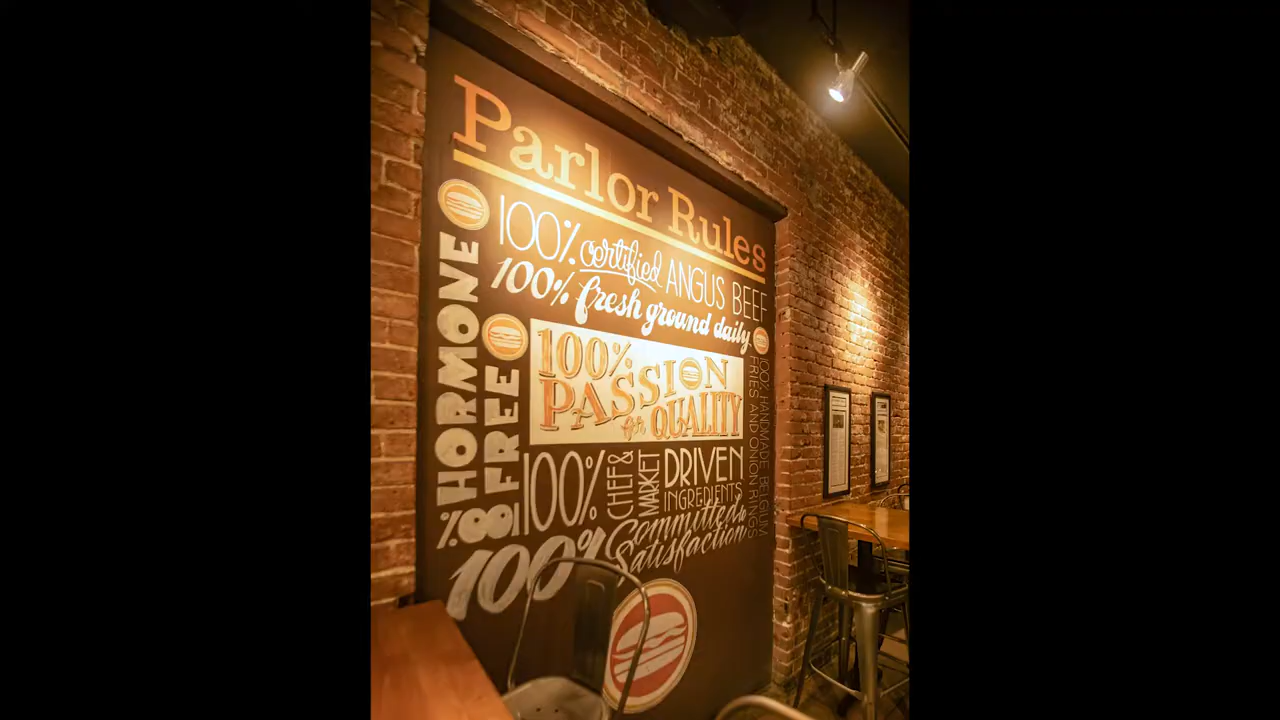 Parlor Rules
100% certified ANGUS BEEF
100% fresh ground daily
100% HORMONE FREE
100% PASSION
for QUALITY
100% CHEF & MARKET DRIVEN INGREDIENTS
100% Committed to Satisfaction
100% HANDMADE BELGIUM
FRIES AND ONION RINGS